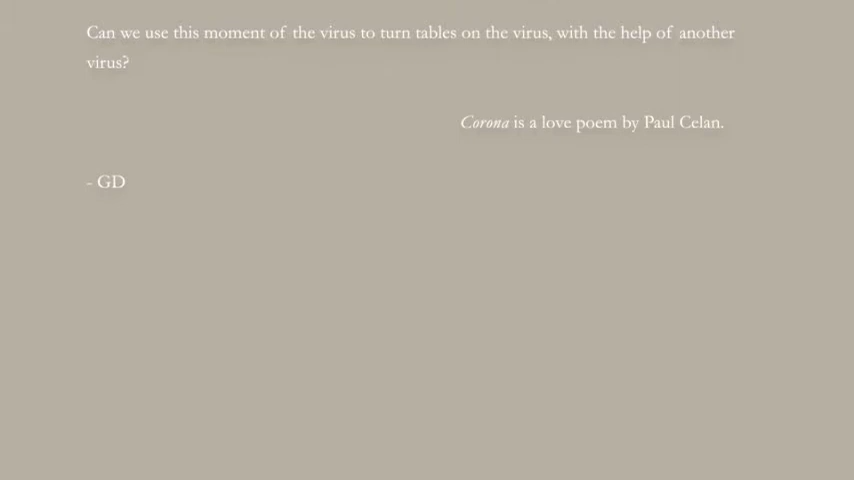 Can we use this moment of the virus to turn tables on the virus, with the help of another
virus?
Corona is a love poem by Paul Celan.
- GD